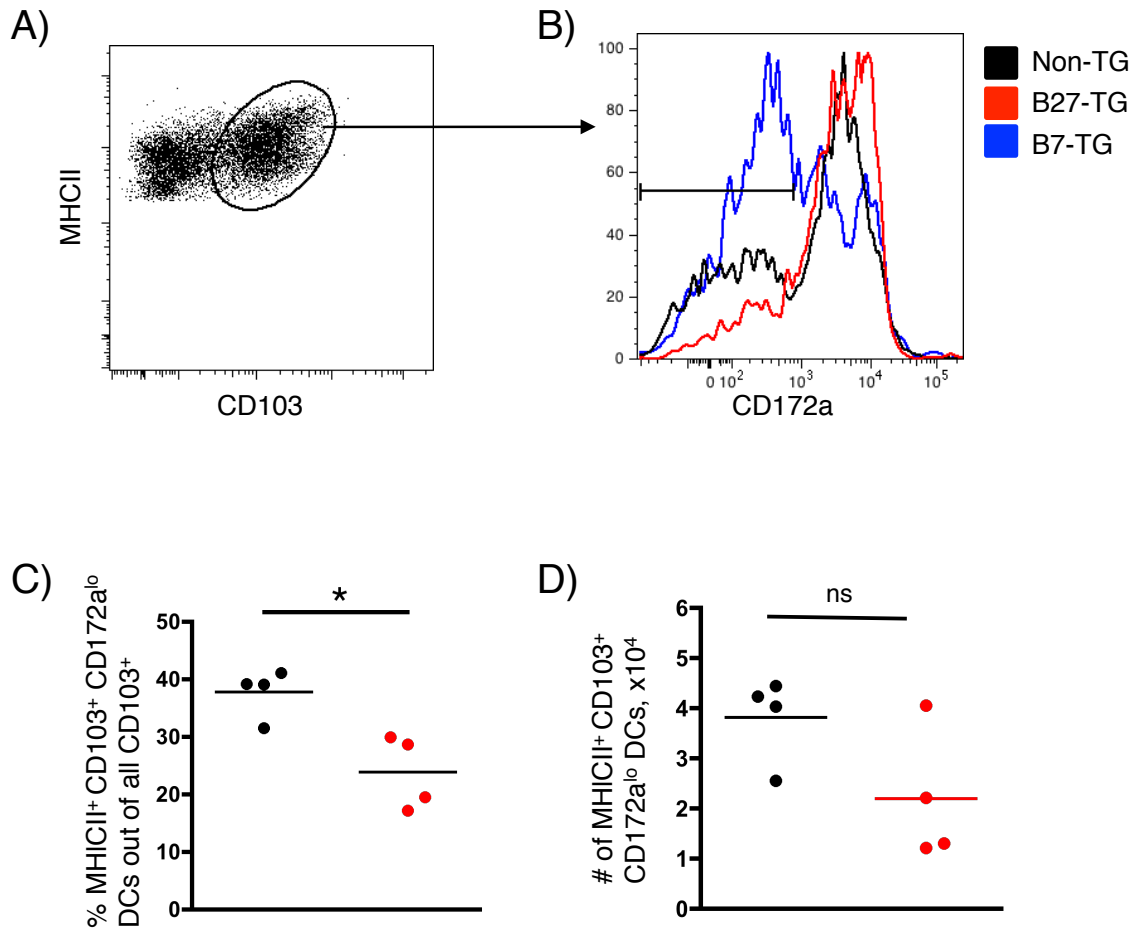 A)
MHCII
CD103
B)
100
80
60
40
20
0
0 10²
10³
10⁴
10⁵
CD172a
Non-TG
B27-TG
B7-TG
C)
% MHICII⁺ CD103⁺ CD172aˡᵒ
DCs out of all CD103⁺
50
40
30
20
10
0
*
D)
# of MHICII⁺ CD103⁺
CD172aˡᵒ DCs, x10⁴
6
5
4
3
2
1
0
ns